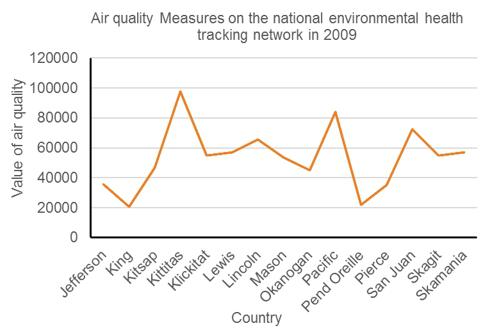 Air quality Measures on the national environmental health
tracking network in 2009
Value of air quality
120000
100000
80000
60000
40000
20000
0
Jefferson
King
Kitsap
Kittitas
Klickitat
Lewis
Lincoln
Mason
Okanogan
Pacific
Pend Oreille
Pierce
San Juan
Skagit
Skamania
Country